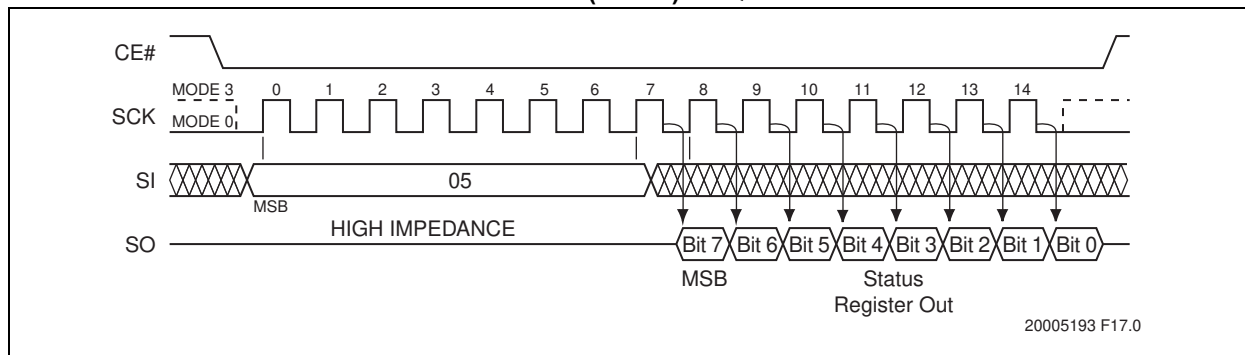 CE#
MODE 3 0 1 2 3 4 5 6 7 8 9 10 11 12 13 14
SCK
MODE 0
SI 05
MSB
HIGH IMPEDANCE
SO Bit 7 Bit 6 Bit 5 Bit 4 Bit 3 Bit 2 Bit 1 Bit 0
MSB Status
Register Out
20005193 F17.0